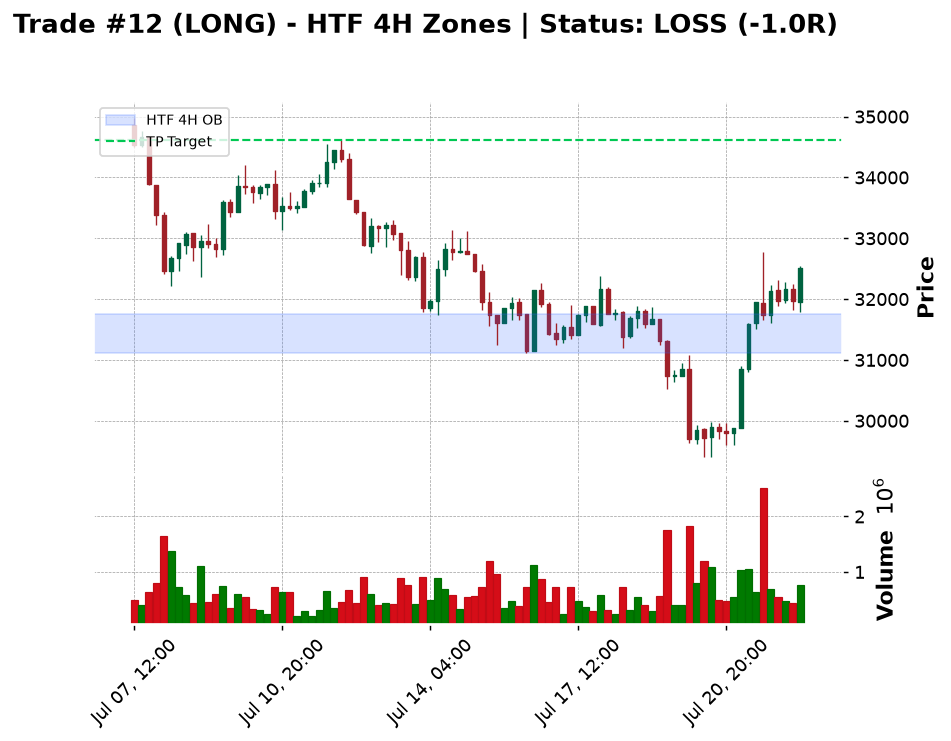 Trade #12 (LONG) - HTF 4H Zones | Status: LOSS (-1.0R)
HTF 4H OB
TP Target
35000
34000
33000
32000
31000
30000
Price
2
1
Volume 10⁶
Jul 07, 12:00
Jul 10, 20:00
Jul 14, 04:00
Jul 17, 12:00
Jul 20, 20:00